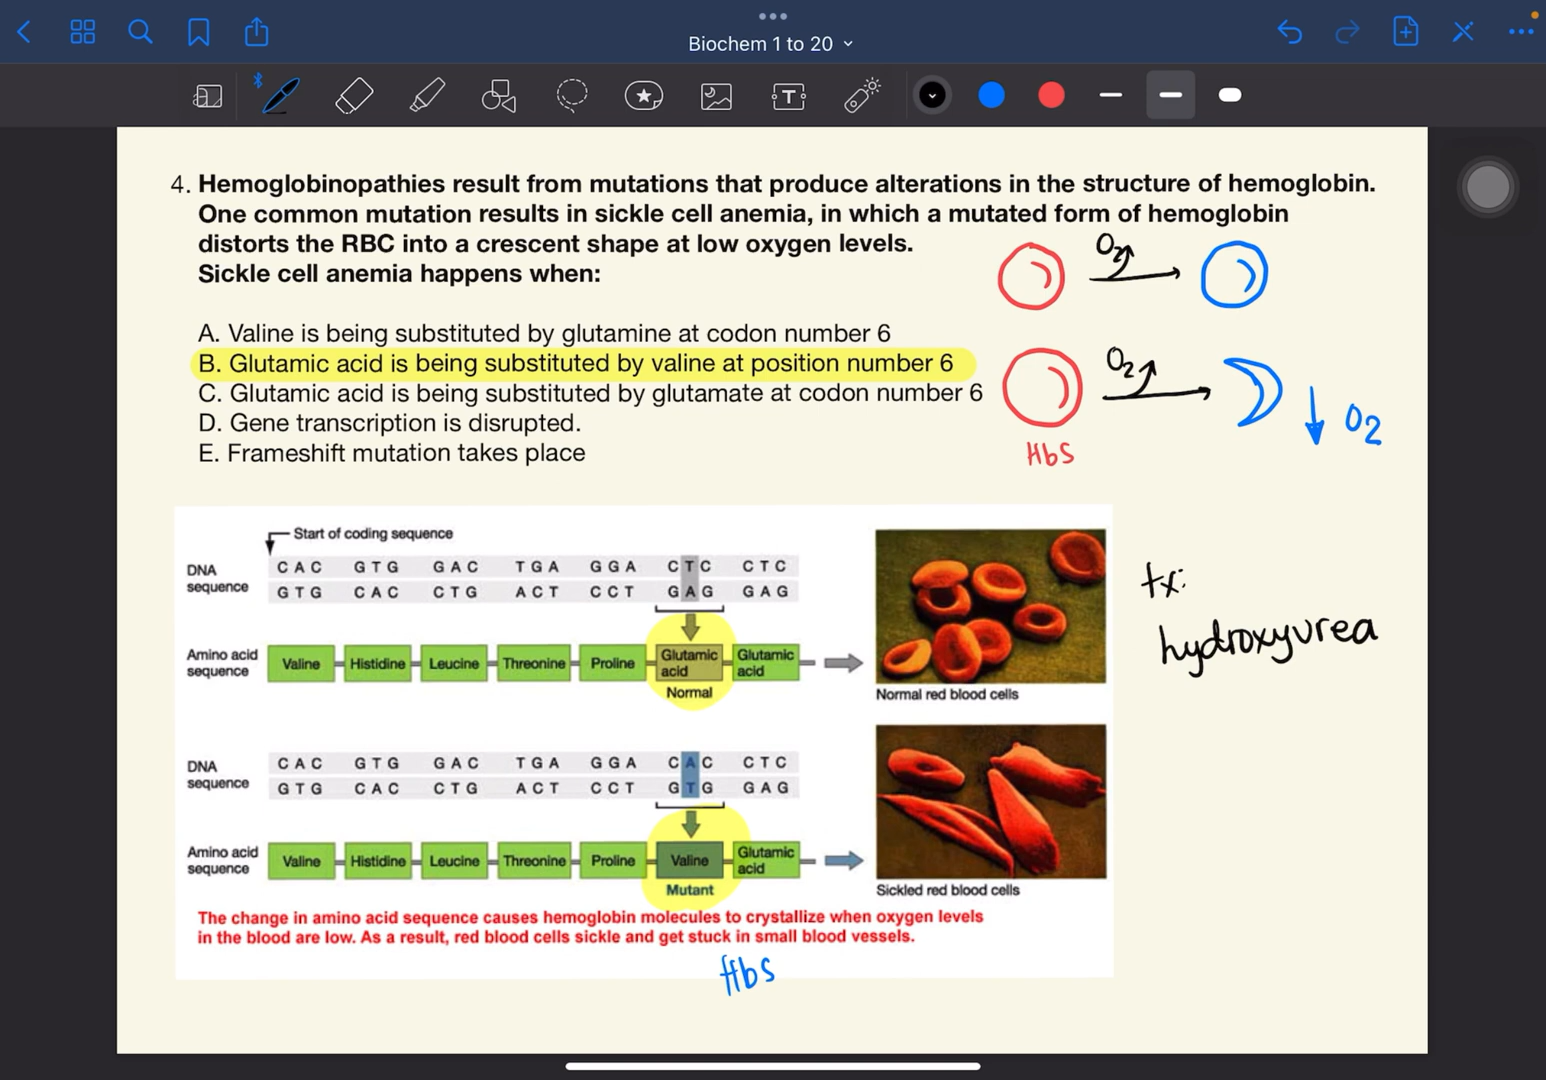 Biochem 1 to 20
4. Hemoglobinopathies result from mutations that produce alterations in the structure of hemoglobin.
One common mutation results in sickle cell anemia, in which a mutated form of hemoglobin
distorts the RBC into a crescent shape at low oxygen levels.
Sickle cell anemia happens when:
O2
A. Valine is being substituted by glutamine at codon number 6
B. Glutamic acid is being substituted by valine at position number 6
C. Glutamic acid is being substituted by glutamate at codon number 6
D. Gene transcription is disrupted.
E. Frameshift mutation takes place
O2
↓ O2
HbS
Start of coding sequence
DNA sequence
CAC GTG GAC TGA GGA CTC CTC
GTG CAC CTG ACT CCT GAG GAG
Amino acid sequence
Valine Histidine Leucine Threonine Proline Glutamic acid Glutamic acid
Normal
Normal red blood cells
tx:
hydroxyurea
DNA sequence
CAC GTG GAC TGA GGA CAC CTC
GTG CAC CTG ACT CCT GTG GAG
Amino acid sequence
Valine Histidine Leucine Threonine Proline Valine Glutamic acid
Mutant
Sickled red blood cells
The change in amino acid sequence causes hemoglobin molecules to crystallize when oxygen levels
in the blood are low. As a result, red blood cells sickle and get stuck in small blood vessels.
HbS